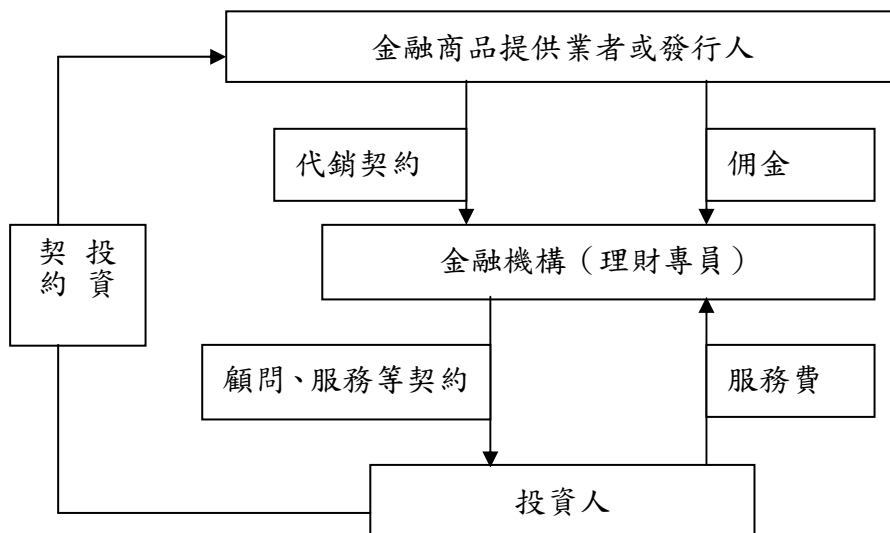 金融商品提供業者或發行人
代銷契約
佣金
投資
契約
金融機構（理財專員）
顧問、服務等契約
服務費
投資人